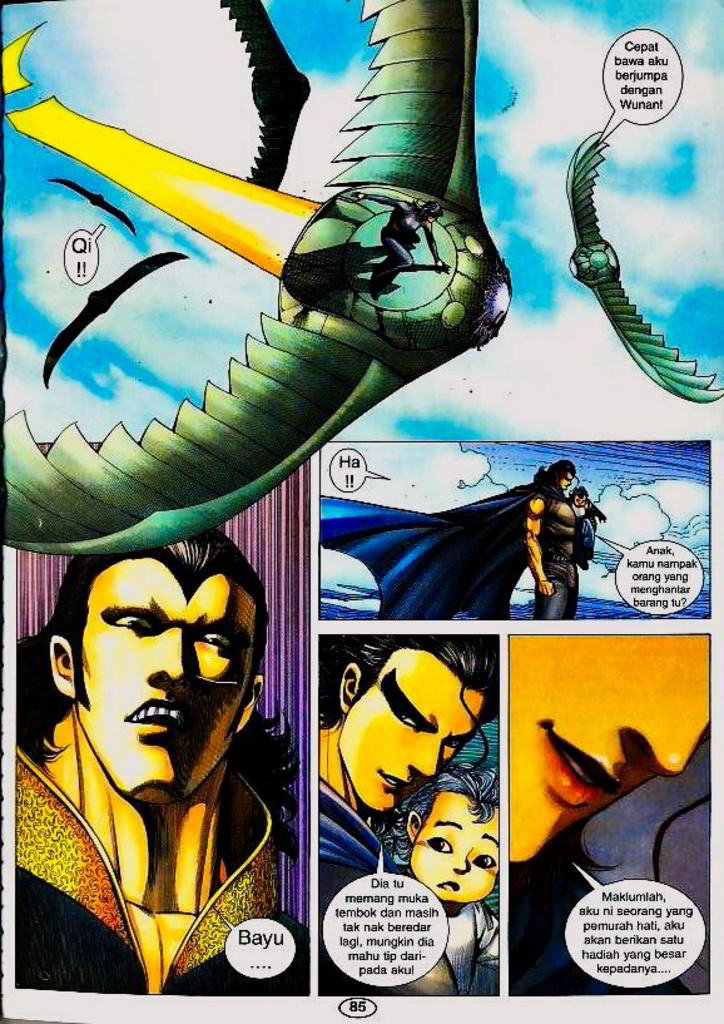 Cepat
bawa aku
berjumpa
dengan
Wunan!
Qi
!!
Ha
!!
Anak,
kamu nampak
orang yang
menghantar
barang tu?
Bayu
....
Dia tu
memang muka
tembok dan masih
tak nak beredar
lagi, mungkin dia
mahu tip dari-
pada aku!
Maklumlah,
aku ni seorang yang
pemurah hati, aku
akan berikan satu
hadiah yang besar
kepadanya....
85